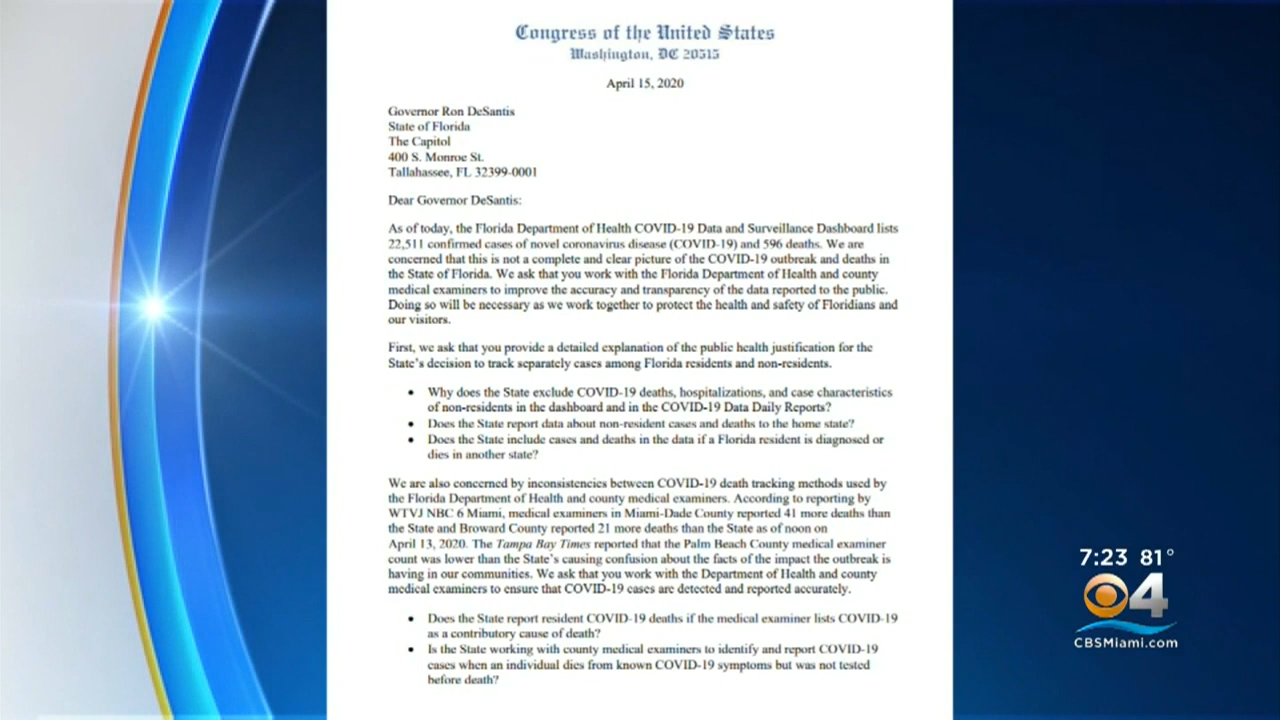 Congress of the United States
Washington, DC 20515
April 15, 2020
Governor Ron DeSantis
State of Florida
The Capitol
400 S. Monroe St.
Tallahassee, FL 32399-0001
Dear Governor DeSantis:
As of today, the Florida Department of Health COVID-19 Data and Surveillance Dashboard lists
22,511 confirmed cases of novel coronavirus disease (COVID-19) and 596 deaths. We are
concerned that this is not a complete and clear picture of the COVID-19 outbreak and deaths in
the State of Florida. We ask that you work with the Florida Department of Health and county
medical examiners to improve the accuracy and transparency of the data reported to the public.
Doing so will be necessary as we work together to protect the health and safety of Floridians and
our visitors.
First, we ask that you provide a detailed explanation of the public health justification for the
State's decision to track separately cases among Florida residents and non-residents.
• Why does the State exclude COVID-19 deaths, hospitalizations, and case characteristics
of non-residents in the dashboard and in the COVID-19 Data Daily Reports?
• Does the State report data about non-resident cases and deaths to the home state?
• Does the State include cases and deaths in the data if a Florida resident is diagnosed or
dies in another state?
We are also concerned by inconsistencies between COVID-19 death tracking methods used by
the Florida Department of Health and county medical examiners. According to reporting by
WTVJ NBC 6 Miami, medical examiners in Miami-Dade County reported 41 more deaths than
the State and Broward County reported 21 more deaths than the State as of noon on
April 13, 2020. The Tampa Bay Times reported that the Palm Beach County medical examiner
count was lower than the State's causing confusion about the facts of the impact the outbreak is
having in our communities. We ask that you work with the Department of Health and county
medical examiners to ensure that COVID-19 cases are detected and reported accurately.
• Does the State report resident COVID-19 deaths if the medical examiner lists COVID-19
as a contributory cause of death?
• Is the State working with county medical examiners to identify and report COVID-19
cases when an individual dies from known COVID-19 symptoms but was not tested
before death?
7:23 81°
4
CBSMiami.com